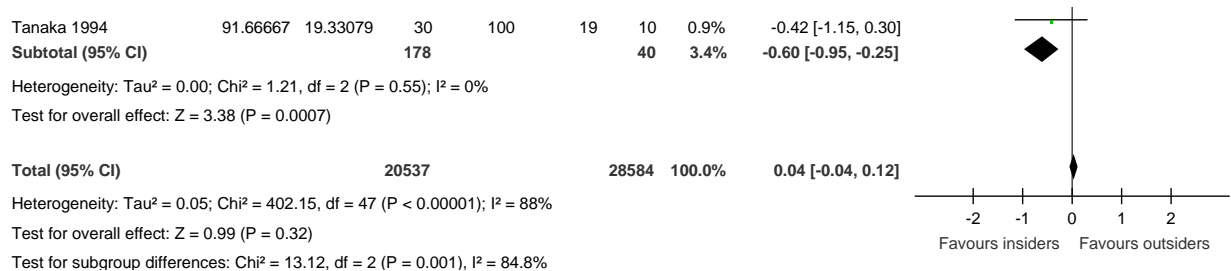 Tanaka 1994 91.66667 19.33079 30 100 19 10 0.9% -0.42 [-1.15, 0.30]
Subtotal (95% CI) 178 40 3.4% -0.60 [-0.95, -0.25]
Heterogeneity: Tau² = 0.00; Chi² = 1.21, df = 2 (P = 0.55); I² = 0%
Test for overall effect: Z = 3.38 (P = 0.0007)
Total (95% CI) 20537 28584 100.0% 0.04 [-0.04, 0.12]
Heterogeneity: Tau² = 0.05; Chi² = 402.15, df = 47 (P < 0.00001); I² = 88%
Test for overall effect: Z = 0.99 (P = 0.32)
Test for subgroup differences: Chi² = 13.12, df = 2 (P = 0.001), I² = 84.8%
-2 -1 0 1 2
Favours insiders Favours outsiders